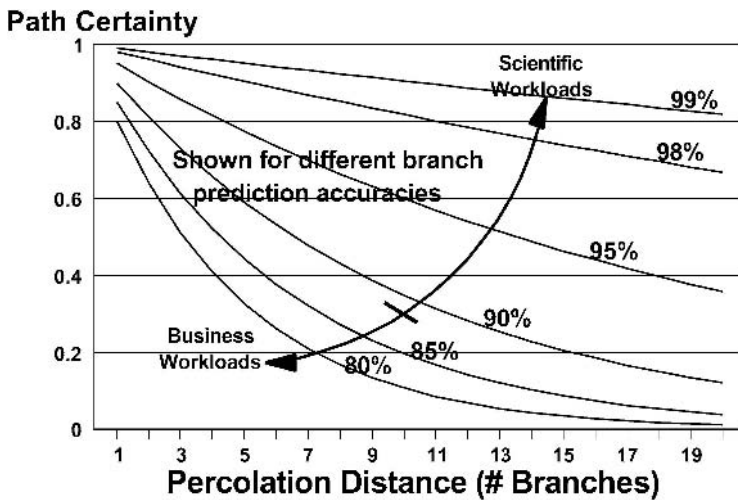 Path Certainty
1
Scientific
Workloads
99%
0.8
98%
Shown for different branch
prediction accuracies
0.6
95%
0.4
90%
Business
Workloads
85%
80%
0.2
0
1 3 5 7 9 11 13 15 17 19
Percolation Distance (# Branches)